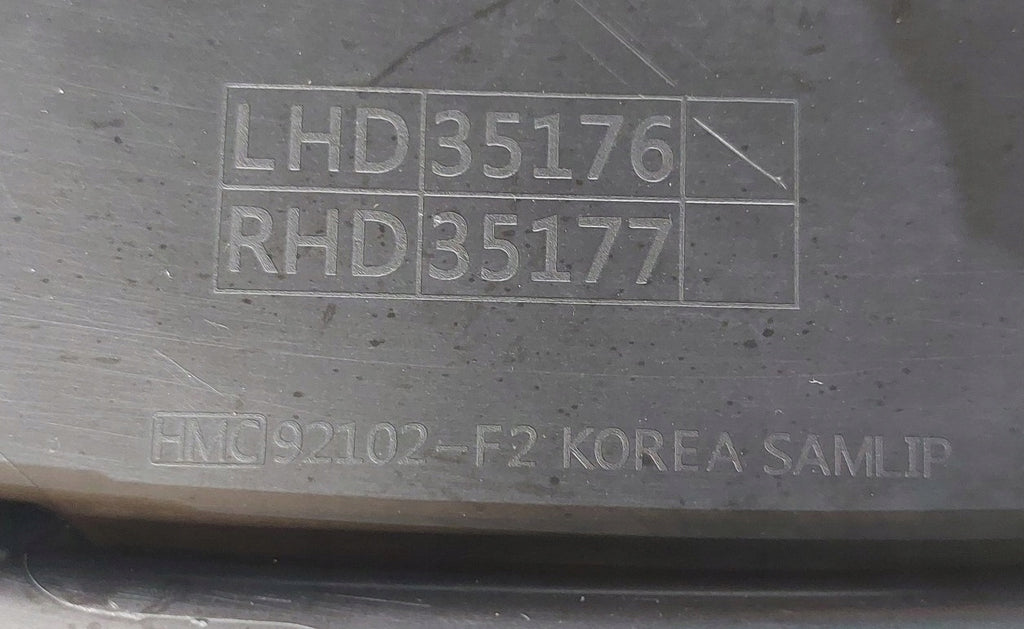 LHD 35176
RHD 35177
HMC 92102-F2 KOREA SAMLIP